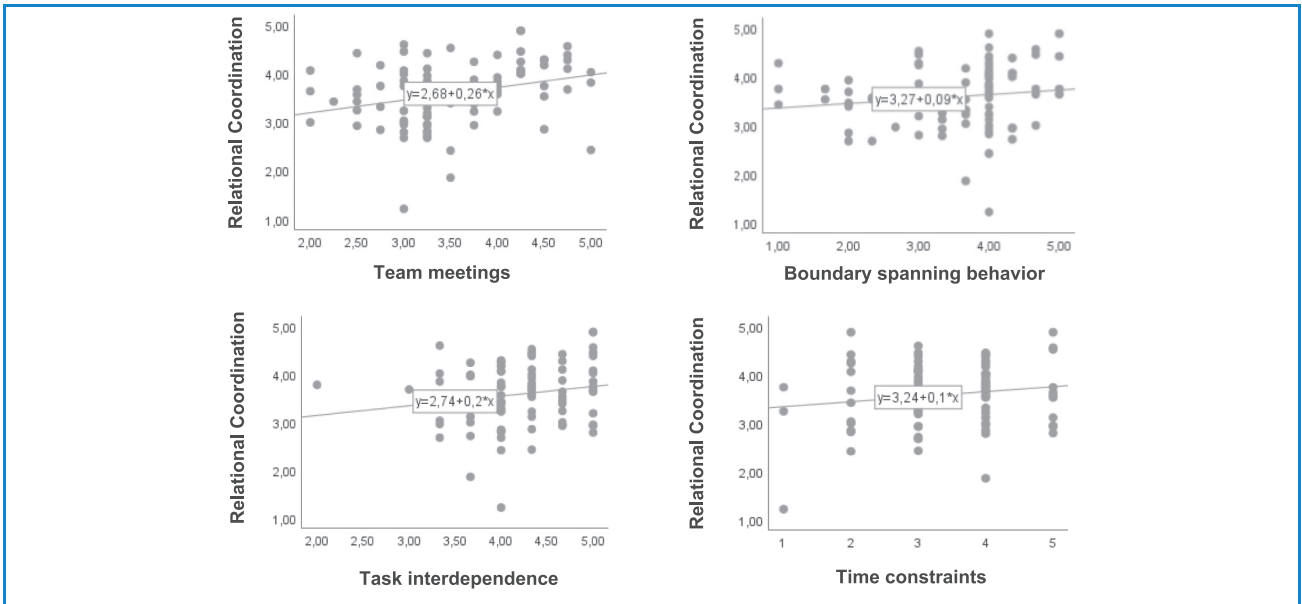 Relational Coordination
5,00
4,00
3,00
2,00
1,00
y=2,68+0,26*x
2,00 2,50 3,00 3,50 4,00 4,50 5,00
Team meetings
Relational Coordination
5,00
4,00
3,00
2,00
1,00
y=3,27+0,09*x
1,00 2,00 3,00 4,00 5,00
Boundary spanning behavior
Relational Coordination
5,00
4,00
3,00
2,00
1,00
y=2,74+0,2*x
2,00 2,50 3,00 3,50 4,00 4,50 5,00
Task interdependence
Relational Coordination
5,00
4,00
3,00
2,00
1,00
y=3,24+0,1*x
1 2 3 4 5
Time constraints